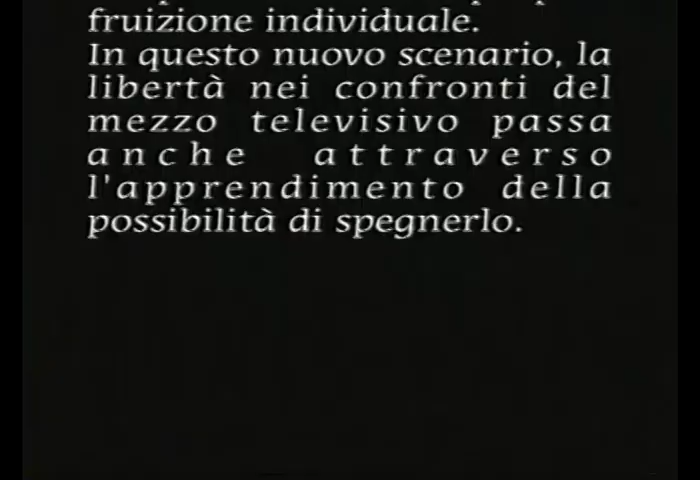 fruizione individuale.
In questo nuovo scenario, la
libertà nei confronti del
mezzo televisivo passa
anche attraverso
l'apprendimento della
possibilità di spegnerlo.